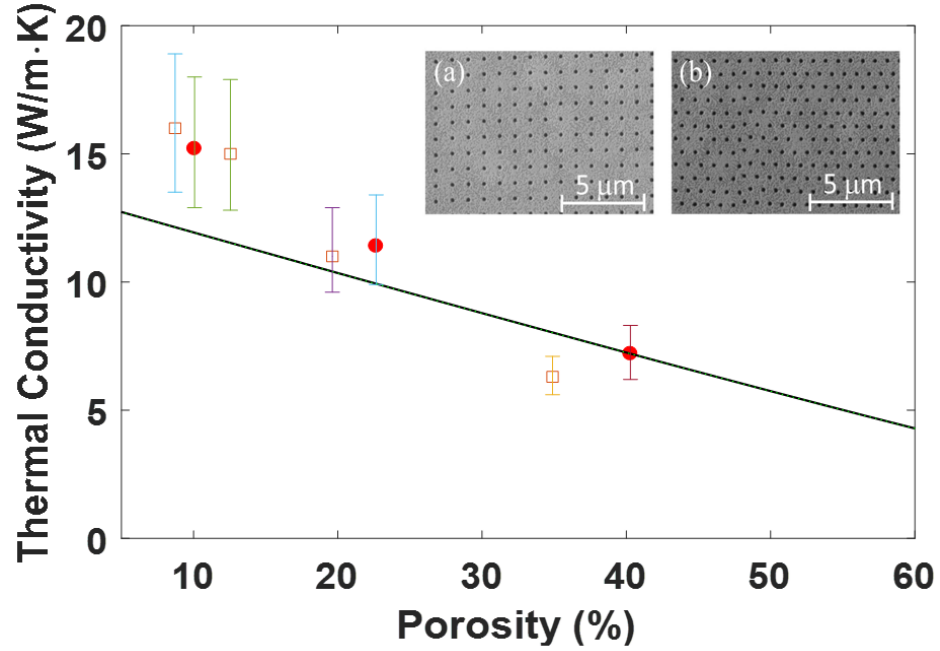 Thermal Conductivity (W/m·K)
20
15
10
5
0
(a)
5 μm
(b)
5 μm
10
20
30
40
50
60
Porosity (%)